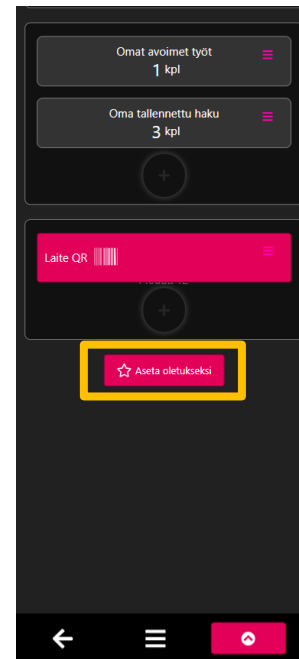 Omat avoimet työt
1 kpl
Oma tallennettu haku
3 kpl
Laite QR
Aseta oletukseksi